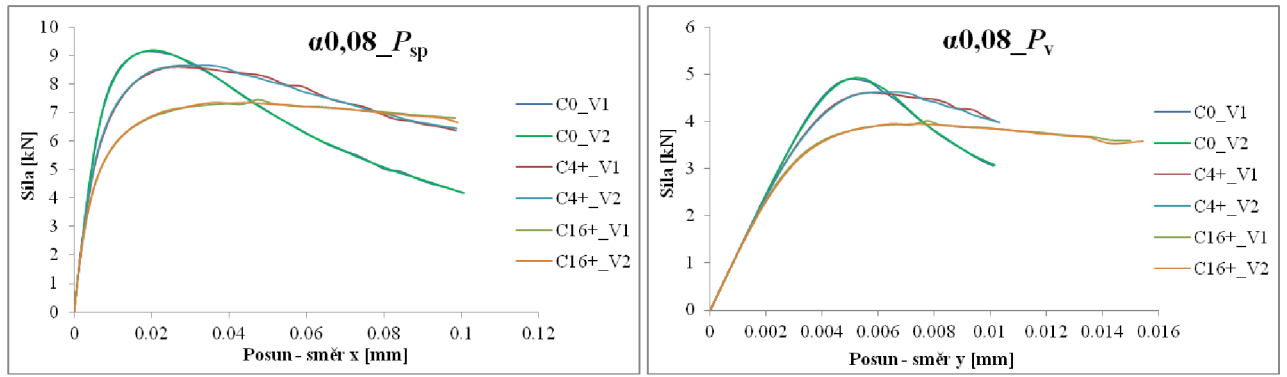 α0,08_Psp
Síla [kN]
10
9
8
7
6
5
4
3
2
1
0
0 0.02 0.04 0.06 0.08 0.1 0.12
Posun - směr x [mm]
C0_V1
C0_V2
C4+_V1
C4+_V2
C16+_V1
C16+_V2
α0,08_Pv
Síla [kN]
6
5
4
3
2
1
0
0 0.002 0.004 0.006 0.008 0.01 0.012 0.014 0.016
Posun - směr y [mm]
C0_V1
C0_V2
C4+_V1
C4+_V2
C16+_V1
C16+_V2